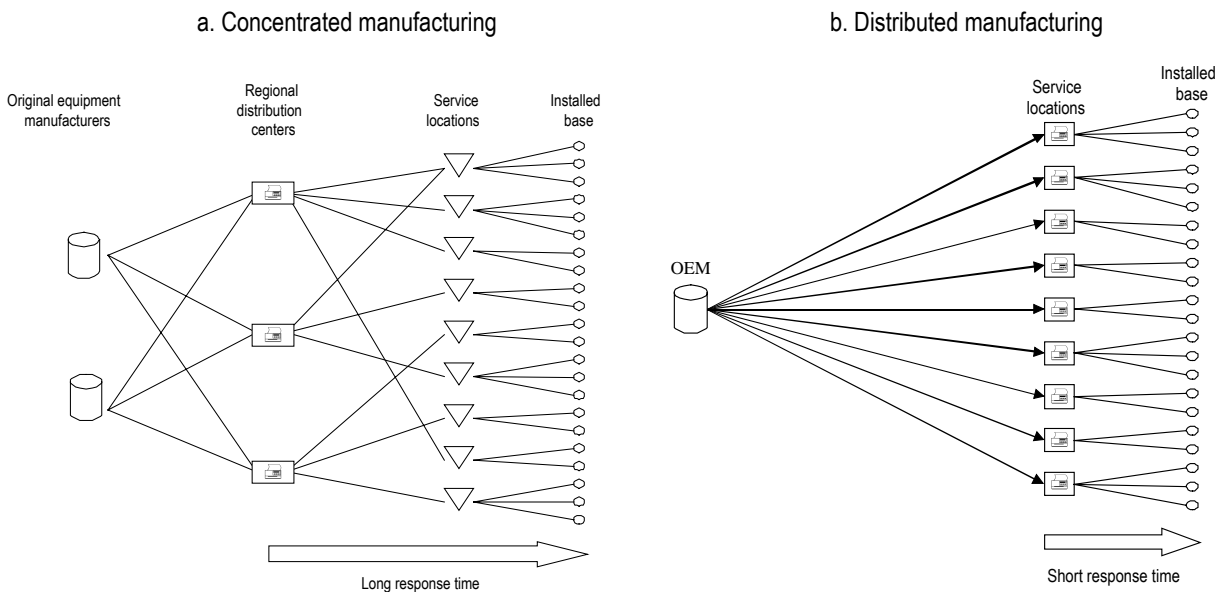 a. Concentrated manufacturing
Original equipment
manufacturers
Regional
distribution
centers
Service
locations
Installed
base
Long response time
b. Distributed manufacturing
OEM
Service
locations
Installed
base
Short response time